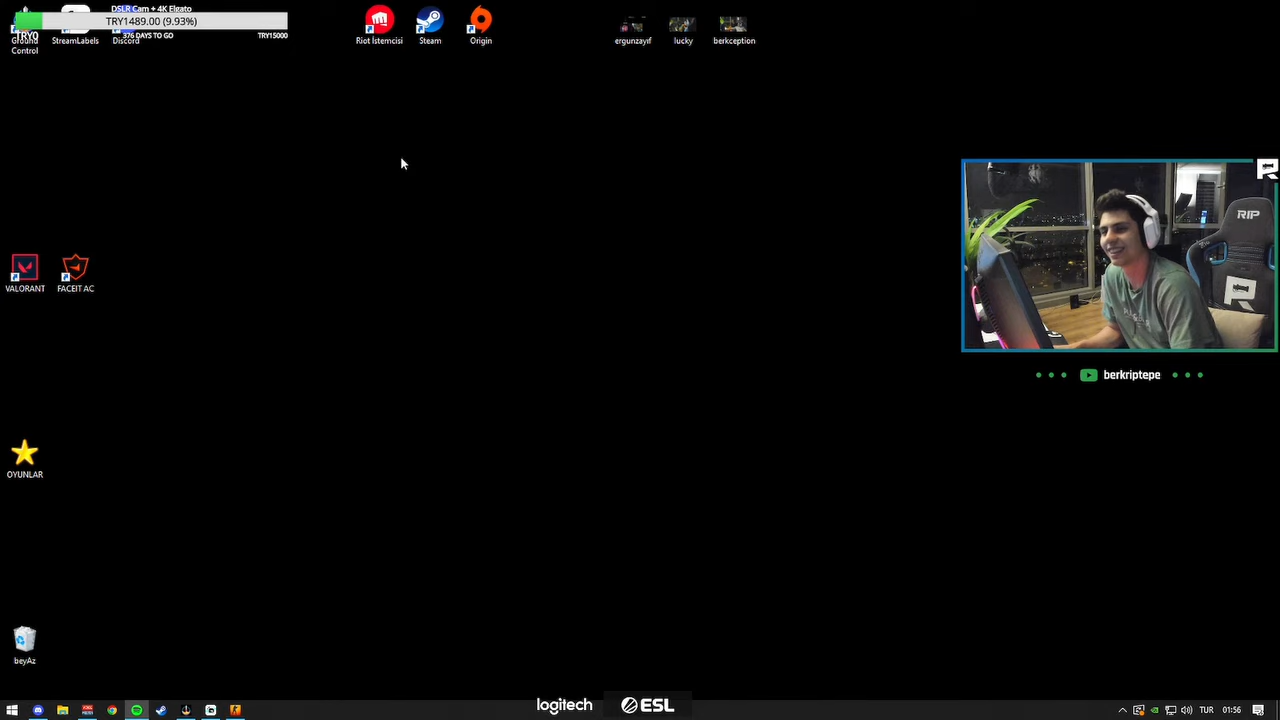 DSLR Cam + 4K Elgato
TRY1489.00 (9.93%)
TRY0
376 DAYS TO GO
TRY15000
Ground Control
StreamLabels
Discord
Riot İstemcisi
Steam
Origin
ergunzayıf
lucky
berkception
RIP
VALORANT
FACEIT AC
berkriptepe
OYUNLAR
beyAz
logitech
ESL
TUR
01:56